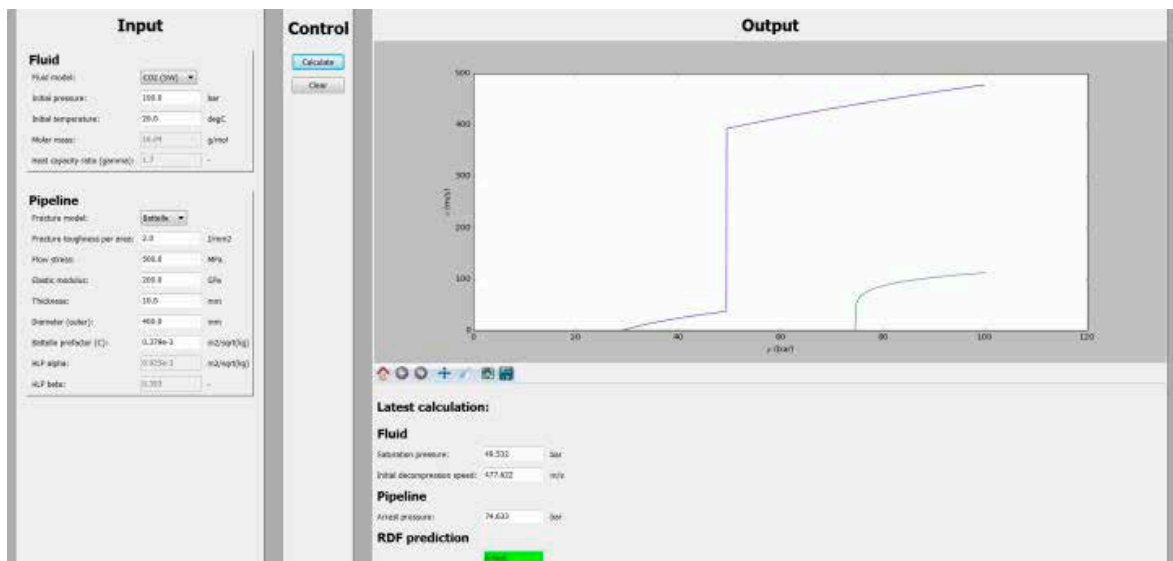 Input
Fluid
Fluid model: CO2 (SW)
Initial pressure: 100.0 bar
Initial temperature: 20.0 degC
Molar mass: g/mol
Heat capacity ratio (gamma): -
Pipeline
Fracture model: Battelle
Fracture toughness per area: 2.0 J/mm2
Flow stress: 500.0 MPa
Elastic modulus: 200.0 GPa
Thickness: 10.0 mm
Diameter (outer): 400.0 mm
Battelle prefactor (C): 0.379e-3 m2/sqrt(kg)
HLP alpha: m2/sqrt(kg)
HLP beta: -
Control
Calculate
Clear
Output
500
400
300
200
100
0
v (m/s)
0 20 40 60 80 100 120
p (bar)
Latest calculation:
Fluid
Saturation pressure: bar
Initial decompression speed: 477.622 m/s
Pipeline
Arrest pressure: 74.633 bar
RDF prediction